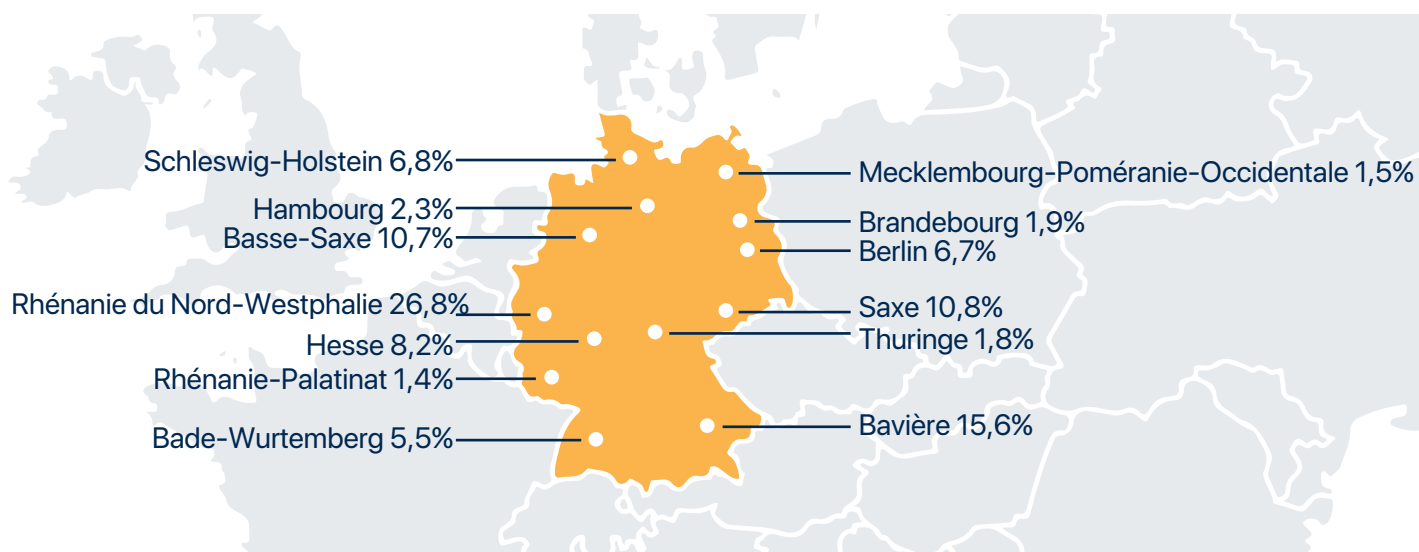 Schleswig-Holstein 6,8%
Hambourg 2,3%
Basse-Saxe 10,7%
Rhénanie du Nord-Westphalie 26,8%
Hesse 8,2%
Rhénanie-Palatinat 1,4%
Bade-Wurtemberg 5,5%
Mecklembourg-Poméranie-Occidentale 1,5%
Brandebourg 1,9%
Berlin 6,7%
Saxe 10,8%
Thuringe 1,8%
Bavière 15,6%